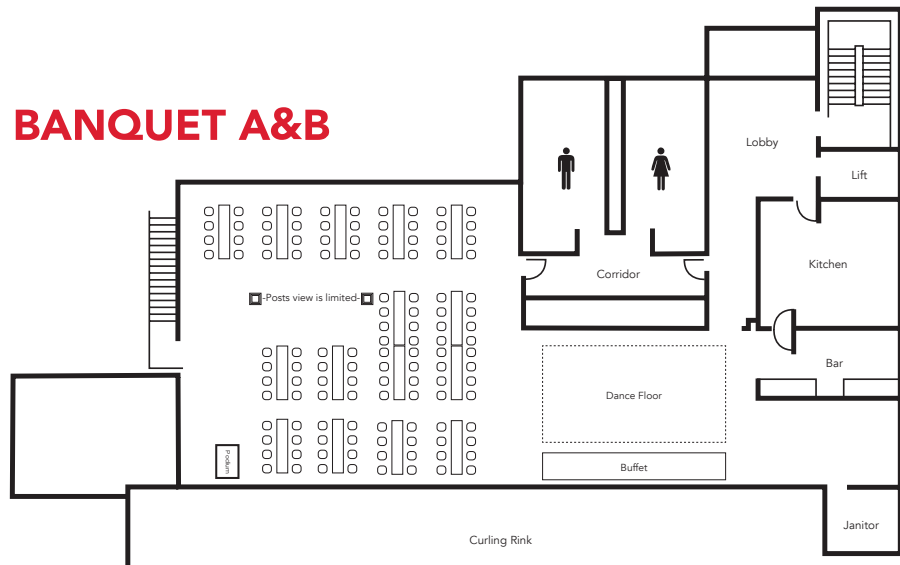 BANQUET A&B
Lobby
Lift
Kitchen
Corridor
-Posts view is limited-
Bar
Dance Floor
Podium
Buffet
Janitor
Curling Rink